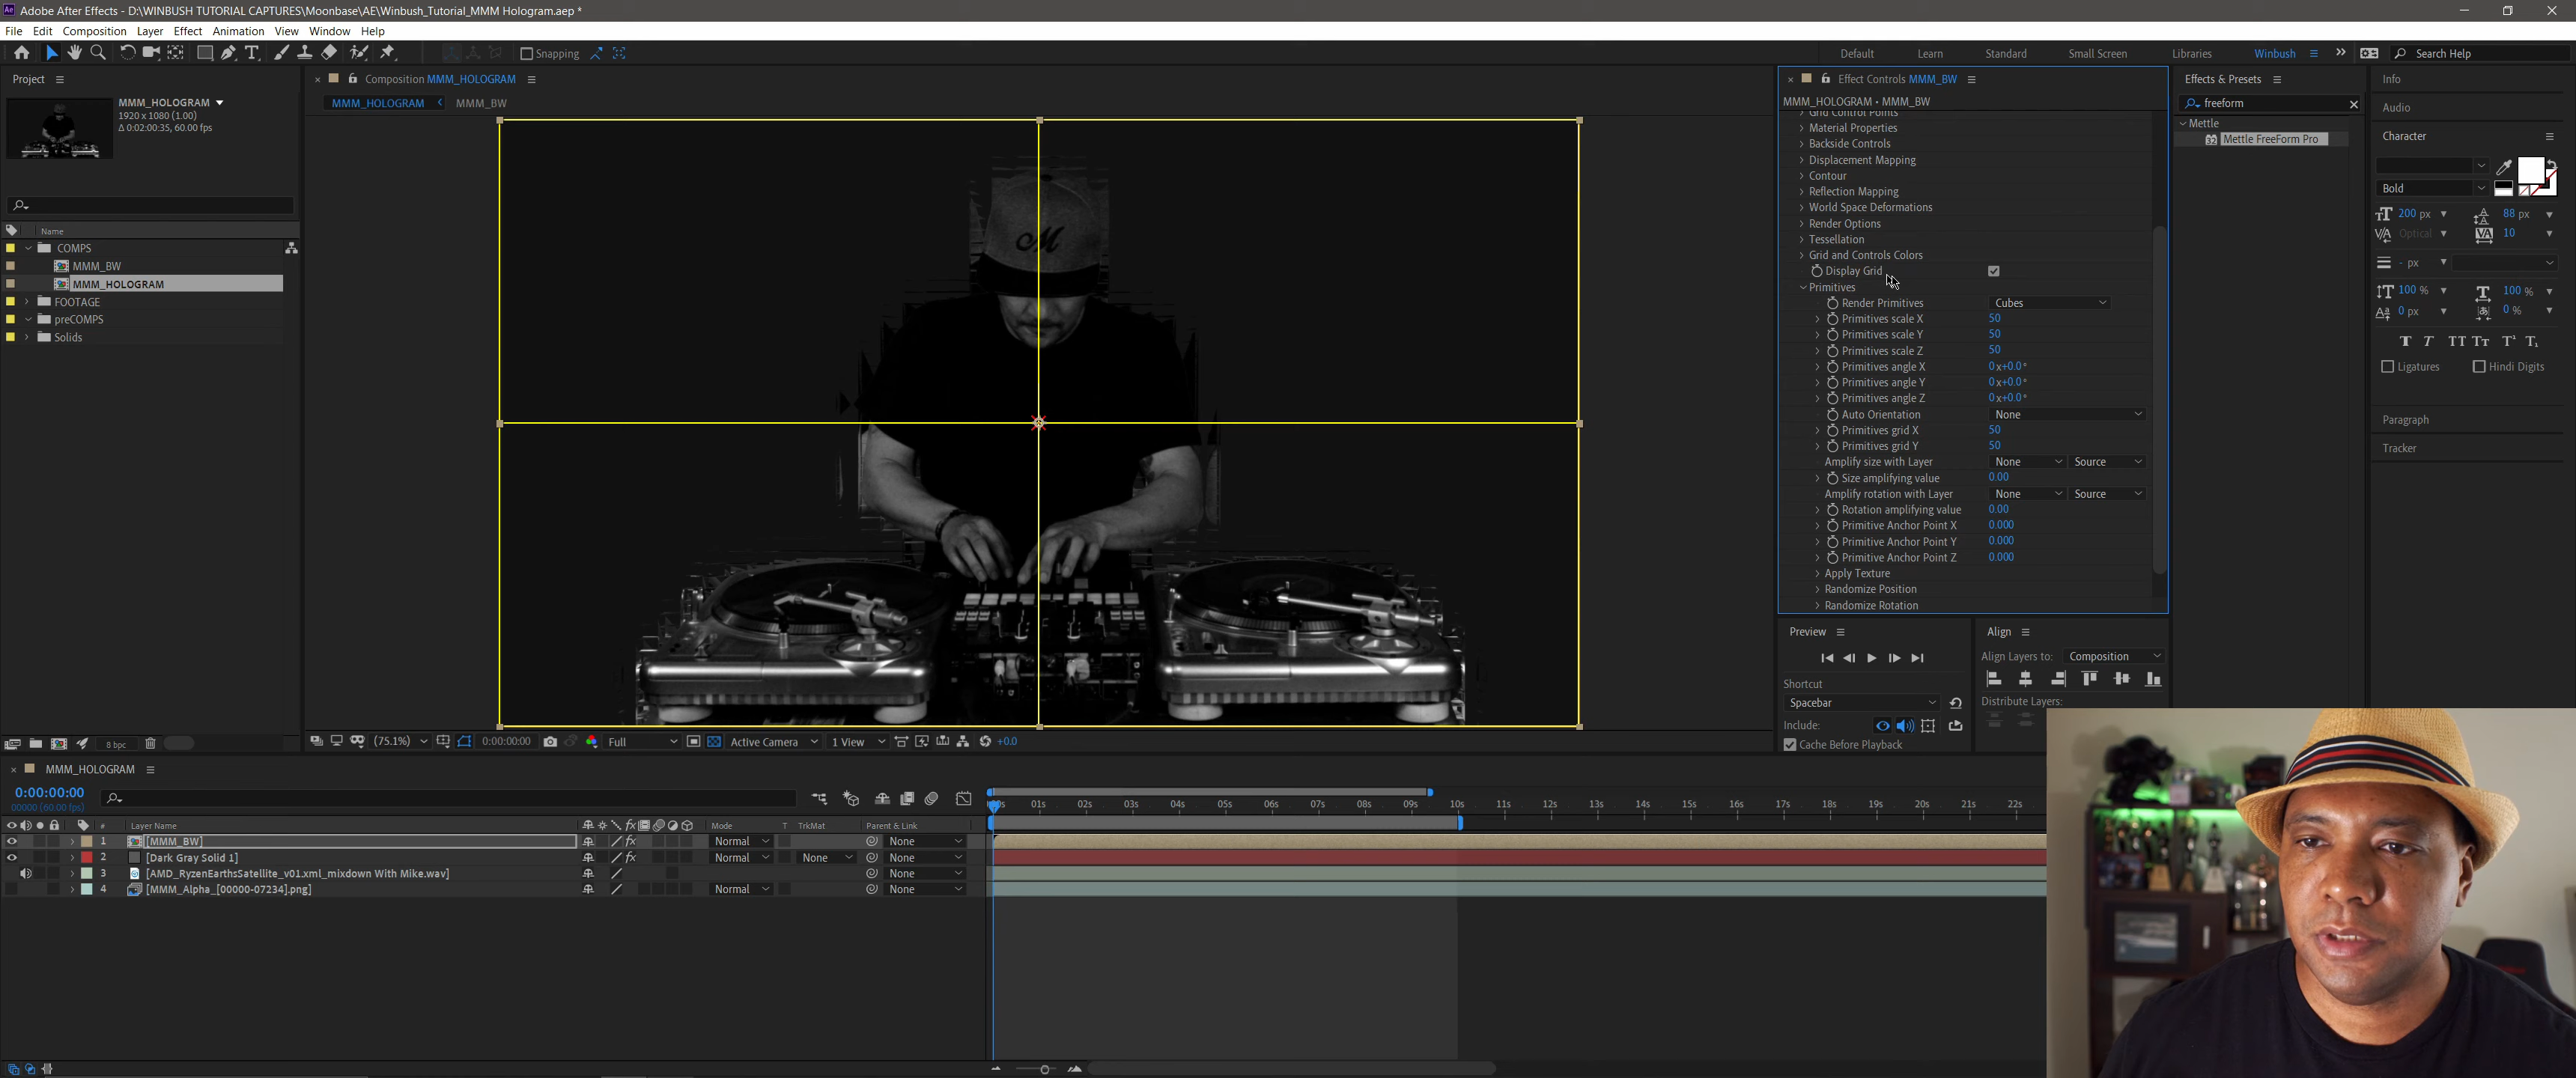 Adobe After Effects - D:\WINBUSH TUTORIAL CAPTURES\Moonbase\AE\Winbush_Tutorial_MMM Hologram.aep *
File Edit Composition Layer Effect Animation View Window Help
Snapping
Default Learn Standard Small Screen Libraries Winbush Search Help
Project
MMM_HOLOGRAM
1920 x 1080 (1.00)
Δ 0:02:00:35, 60.00 fps
Name
COMPS
MMM_BW
MMM_HOLOGRAM
FOOTAGE
preCOMPS
Solids
8 bpc
Composition MMM_HOLOGRAM
MMM_HOLOGRAM MMM_BW
M
(75.1%) 0:00:00:00 Full Active Camera 1 View +0.0
Effect Controls MMM_BW
MMM_HOLOGRAM • MMM_BW
Grid Control Points
Material Properties
Backside Controls
Displacement Mapping
Contour
Reflection Mapping
World Space Deformations
Render Options
Tessellation
Grid and Controls Colors
Display Grid
Primitives
Render Primitives Cubes
Primitives scale X 50
Primitives scale Y 50
Primitives scale Z 50
Primitives angle X 0x+0.0°
Primitives angle Y 0x+0.0°
Primitives angle Z 0x+0.0°
Auto Orientation None
Primitives grid X 50
Primitives grid Y 50
Amplify size with Layer None Source
Size amplifying value 0.00
Amplify rotation with Layer None Source
Rotation amplifying value 0.00
Primitive Anchor Point X 0.000
Primitive Anchor Point Y 0.000
Primitive Anchor Point Z 0.000
Apply Texture
Randomize Position
Randomize Rotation
Preview
Shortcut
Spacebar
Include:
Cache Before Playback
Align
Align Layers to: Composition
Distribute Layers:
Effects & Presets
freeform
Mettle
32 Mettle FreeForm Pro
Info
Audio
Character
Bold
200 px 88 px
Optical 10
- px
100 % 100 %
0 px 0 %
Ligatures Hindi Digits
Paragraph
Tracker
MMM_HOLOGRAM
0:00:00:00
00000 (60.00 fps)
# Layer Name Mode T TrkMat Parent & Link
1 [MMM_BW] Normal None
2 [Dark Gray Solid 1] Normal None None
3 [AMD_RyzenEarthsSatellite_v01.xml_mixdown With Mike.wav] None
4 [MMM_Alpha_[00000-07234].png] Normal None
01s 02s 03s 04s 05s 06s 07s 08s 09s 10s 11s 12s 13s 14s 15s 16s 17s 18s 19s 20s 21s 22s